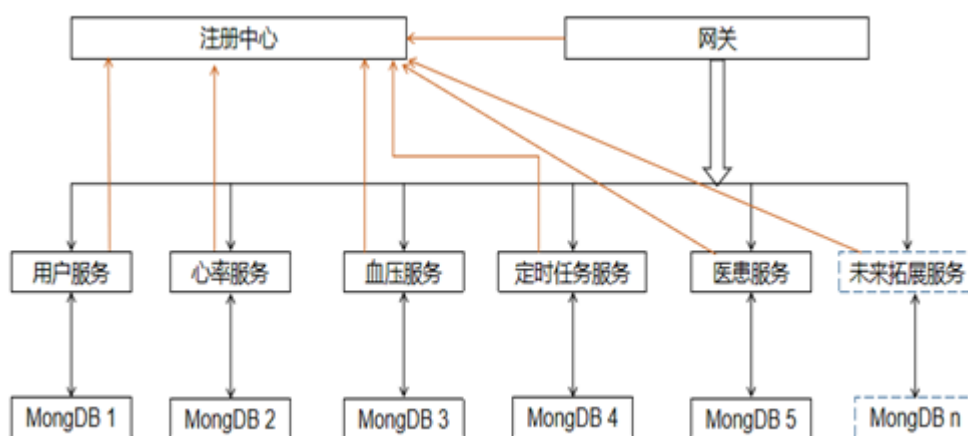 注册中心
网关
用户服务
心率服务
血压服务
定时任务服务
医患服务
未来拓展服务
MongDB 1
MongDB 2
MongDB 3
MongDB 4
MongDB 5
MongDB n